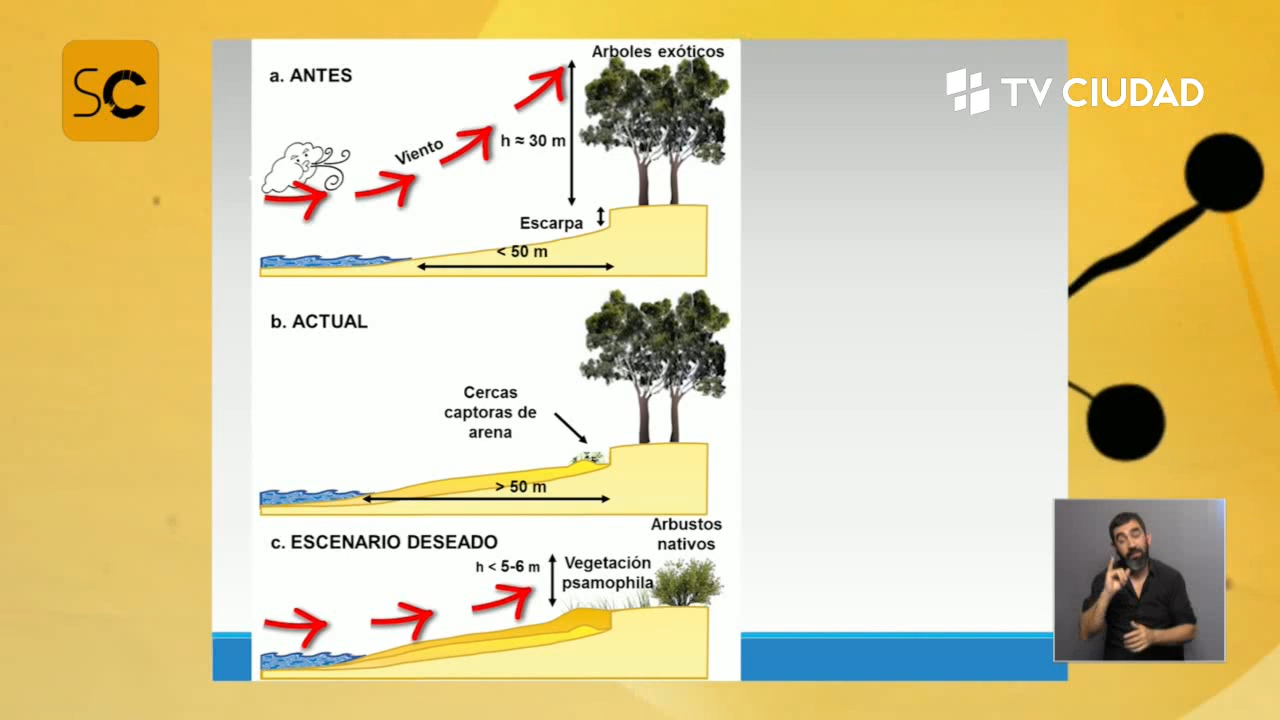 SC
TV CIUDAD
a. ANTES
Arboles exóticos
Viento
h ≈ 30 m
Escarpa
< 50 m
b. ACTUAL
Cercas
captoras de
arena
> 50 m
c. ESCENARIO DESEADO
Arbustos
nativos
h < 5-6 m
Vegetación
psamophila